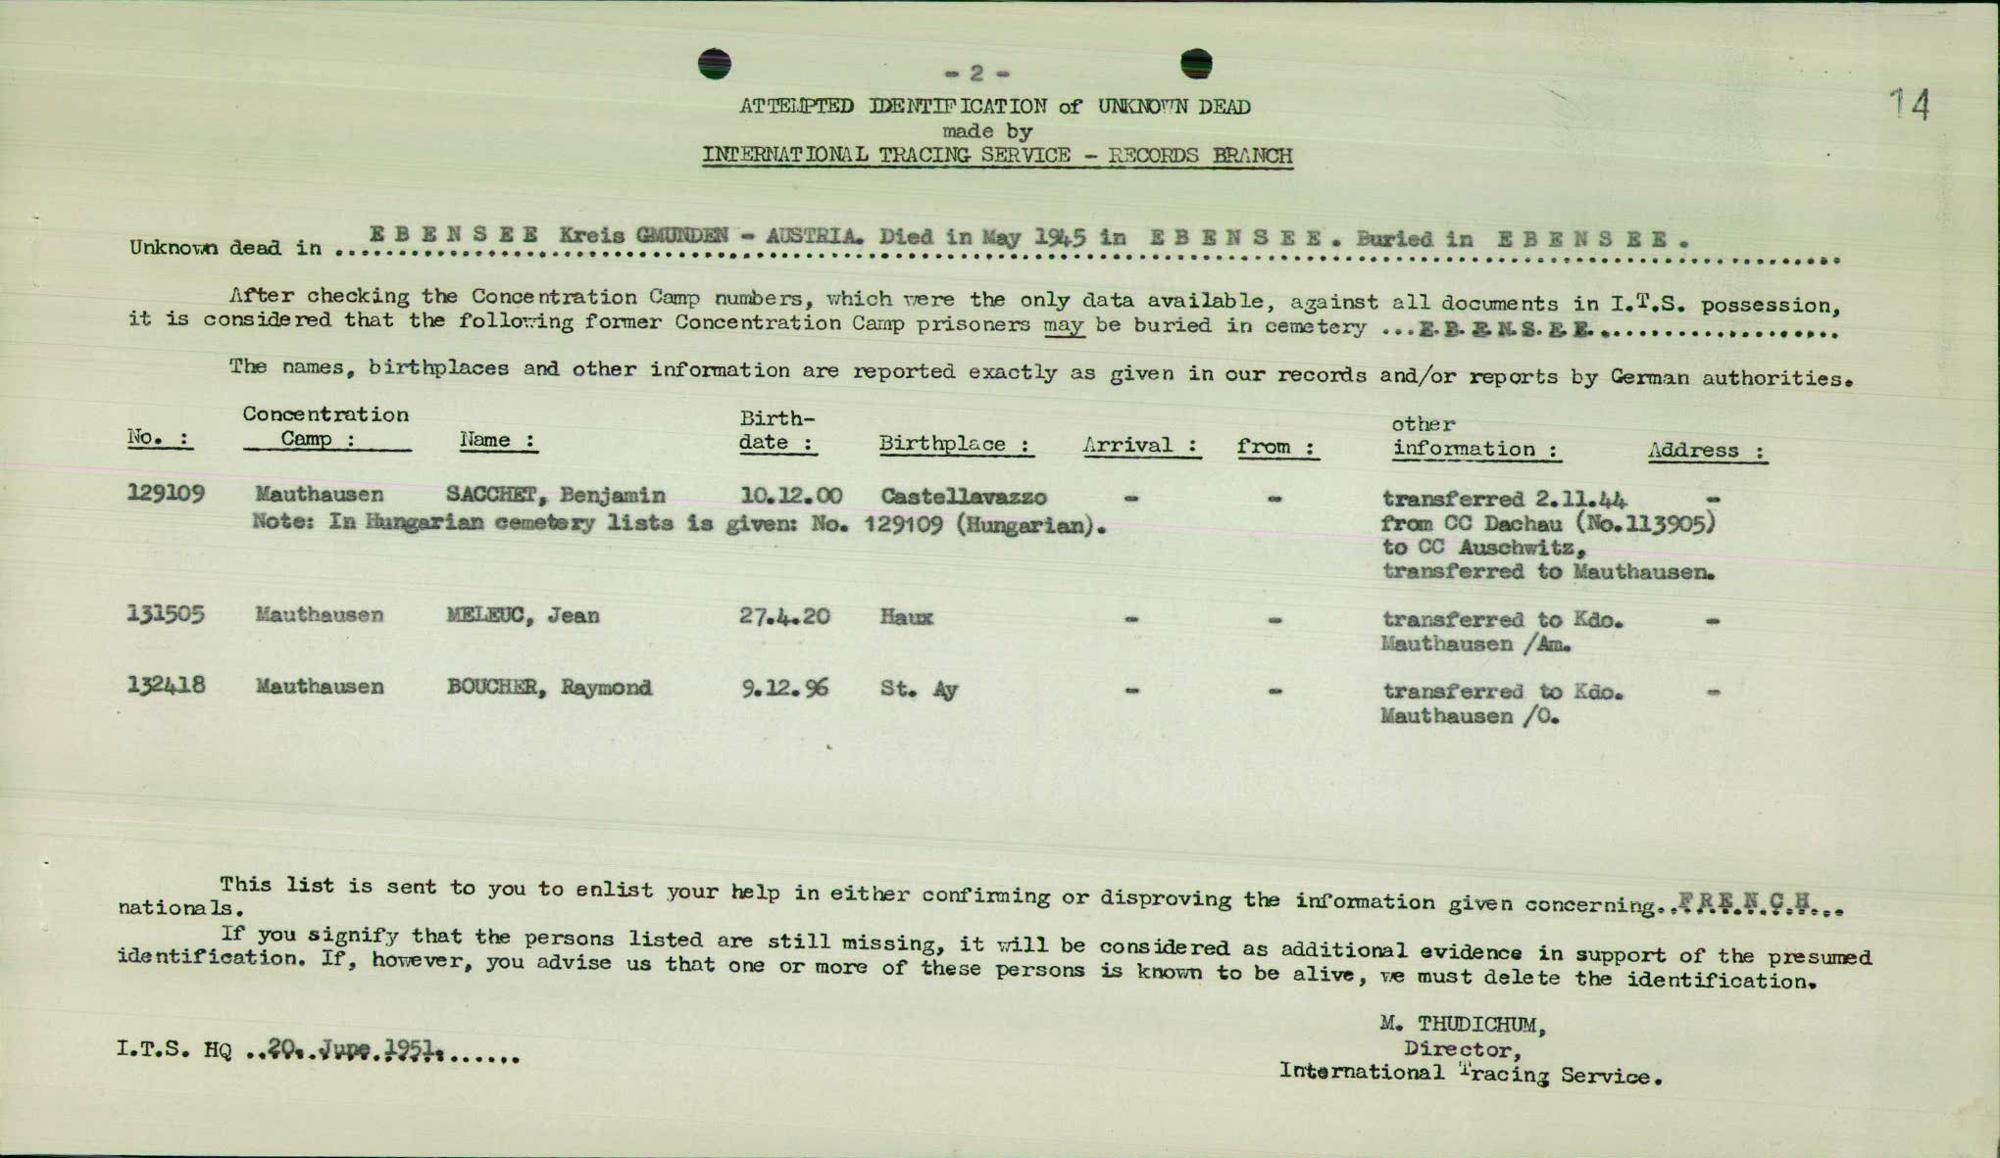 - 2 -
14
ATTEMPTED IDENTIFICATION of UNKNOWN DEAD
made by
INTERNATIONAL TRACING SERVICE - RECORDS BRANCH
Unknown dead in ...E B E N S E E Kreis GMUNDEN - AUSTRIA. Died in May 1945 in E B E N S E E . Buried in E B E N S E E .
After checking the Concentration Camp numbers, which were the only data available, against all documents in I.T.S. possession,
it is considered that the following former Concentration Camp prisoners may be buried in cemetery ...E.B.E.N.S.E.E....................
The names, birthplaces and other information are reported exactly as given in our records and/or reports by German authorities.
No. : Concentration Camp : Name : Birth-date : Birthplace : Arrival : from : other information : Address :
129109 Mauthausen SACCHET, Benjamin 10.12.00 Castellavazzo - - transferred 2.11.44 -
Note: In Hungarian cemetery lists is given: No. 129109 (Hungarian). from CC Dachau (No.113905)
to CC Auschwitz,
transferred to Mauthausen.
131505 Mauthausen MELEUC, Jean 27.4.20 Haux - - transferred to Kdo. -
Mauthausen /Am.
132418 Mauthausen BOUCHER, Raymond 9.12.96 St. Ay - - transferred to Kdo. -
Mauthausen /O.
This list is sent to you to enlist your help in either confirming or disproving the information given concerning..F R E N C H...
nationals.
If you signify that the persons listed are still missing, it will be considered as additional evidence in support of the presumed
identification. If, however, you advise us that one or more of these persons is known to be alive, we must delete the identification.
M. THUDICHUM,
I.T.S. HQ ..20. June 1951.......
Director,
International Tracing Service.